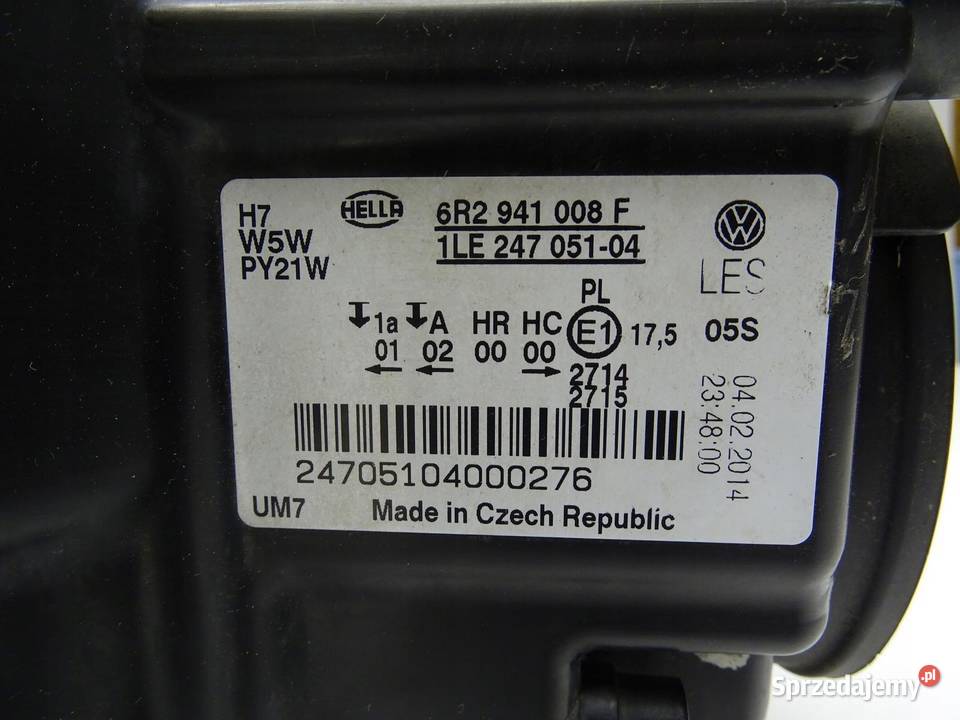 H7
W5W
PY21W
HELLA
6R2 941 008 F
1LE 247 051-04
VW
LES
PL
1a
01
A
02
HR
00
HC
00
E1
17,5
05S
2714
2715
04.02.2014
23:48:00
24705104000276
UM7
Made in Czech Republic
Sprzedajemy.pl